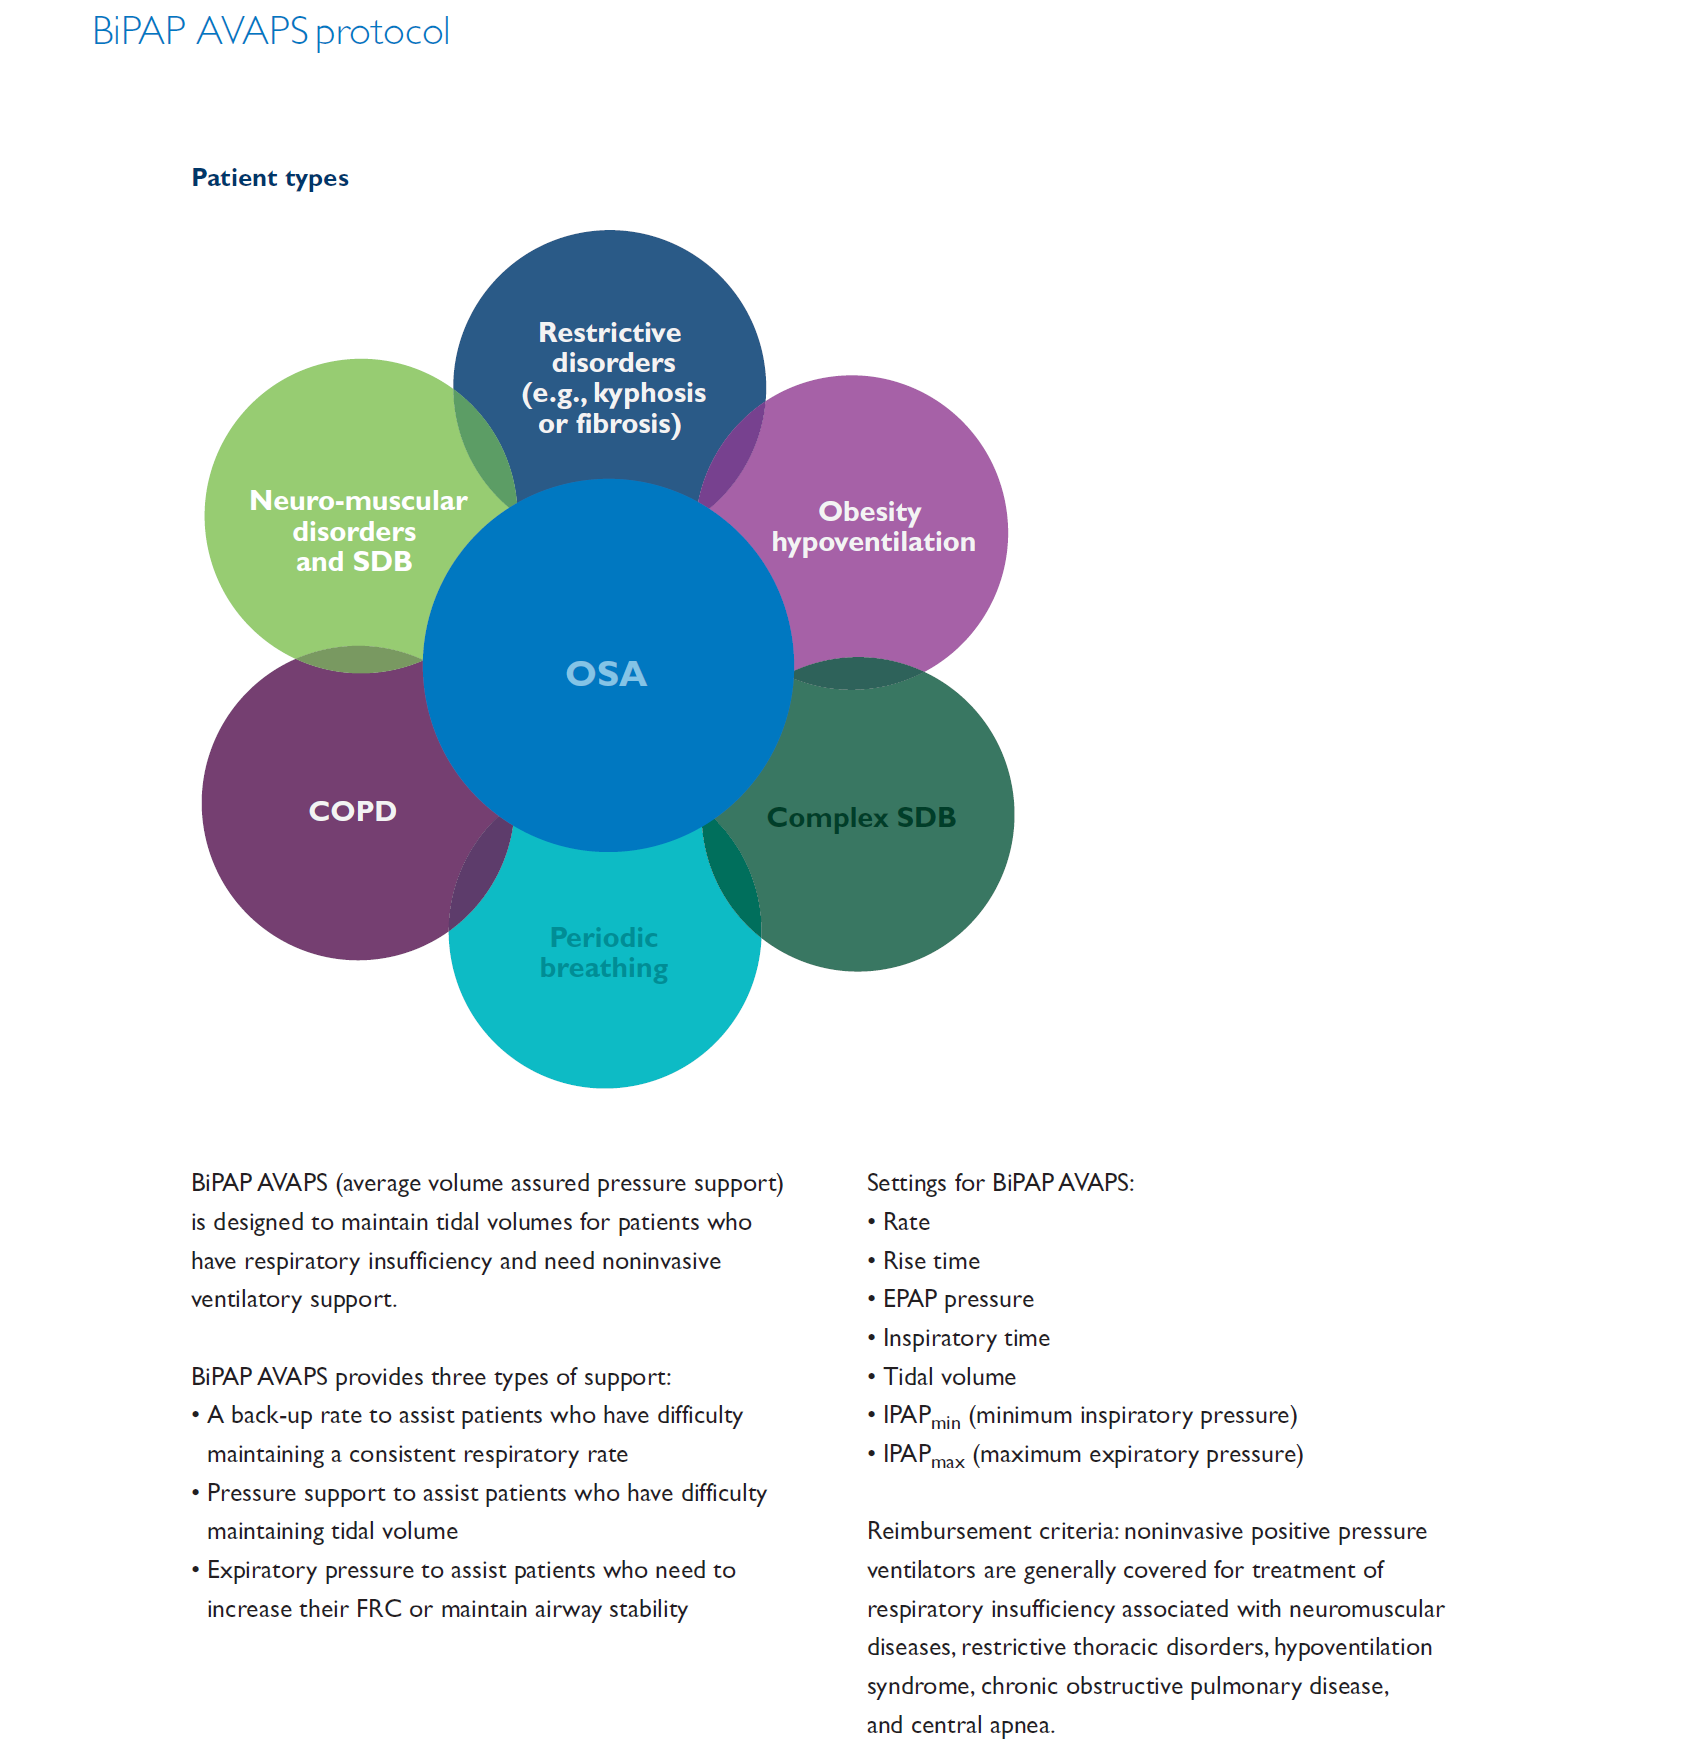 BiPAP AVAPS protocol
Patient types
Restrictive
disorders
(e.g., kyphosis
or fibrosis)
Neuro-muscular
disorders
and SDB
Obesity
hypoventilation
OSA
COPD
Complex SDB
Periodic
breathing
BiPAP AVAPS (average volume assured pressure support)
is designed to maintain tidal volumes for patients who
have respiratory insufficiency and need noninvasive
ventilatory support.
BiPAP AVAPS provides three types of support:
• A back-up rate to assist patients who have difficulty
maintaining a consistent respiratory rate
• Pressure support to assist patients who have difficulty
maintaining tidal volume
• Expiratory pressure to assist patients who need to
increase their FRC or maintain airway stability
Settings for BiPAP AVAPS:
• Rate
• Rise time
• EPAP pressure
• Inspiratory time
• Tidal volume
• IPAPmin (minimum inspiratory pressure)
• IPAPmax (maximum expiratory pressure)
Reimbursement criteria: noninvasive positive pressure
ventilators are generally covered for treatment of
respiratory insufficiency associated with neuromuscular
diseases, restrictive thoracic disorders, hypoventilation
syndrome, chronic obstructive pulmonary disease,
and central apnea.